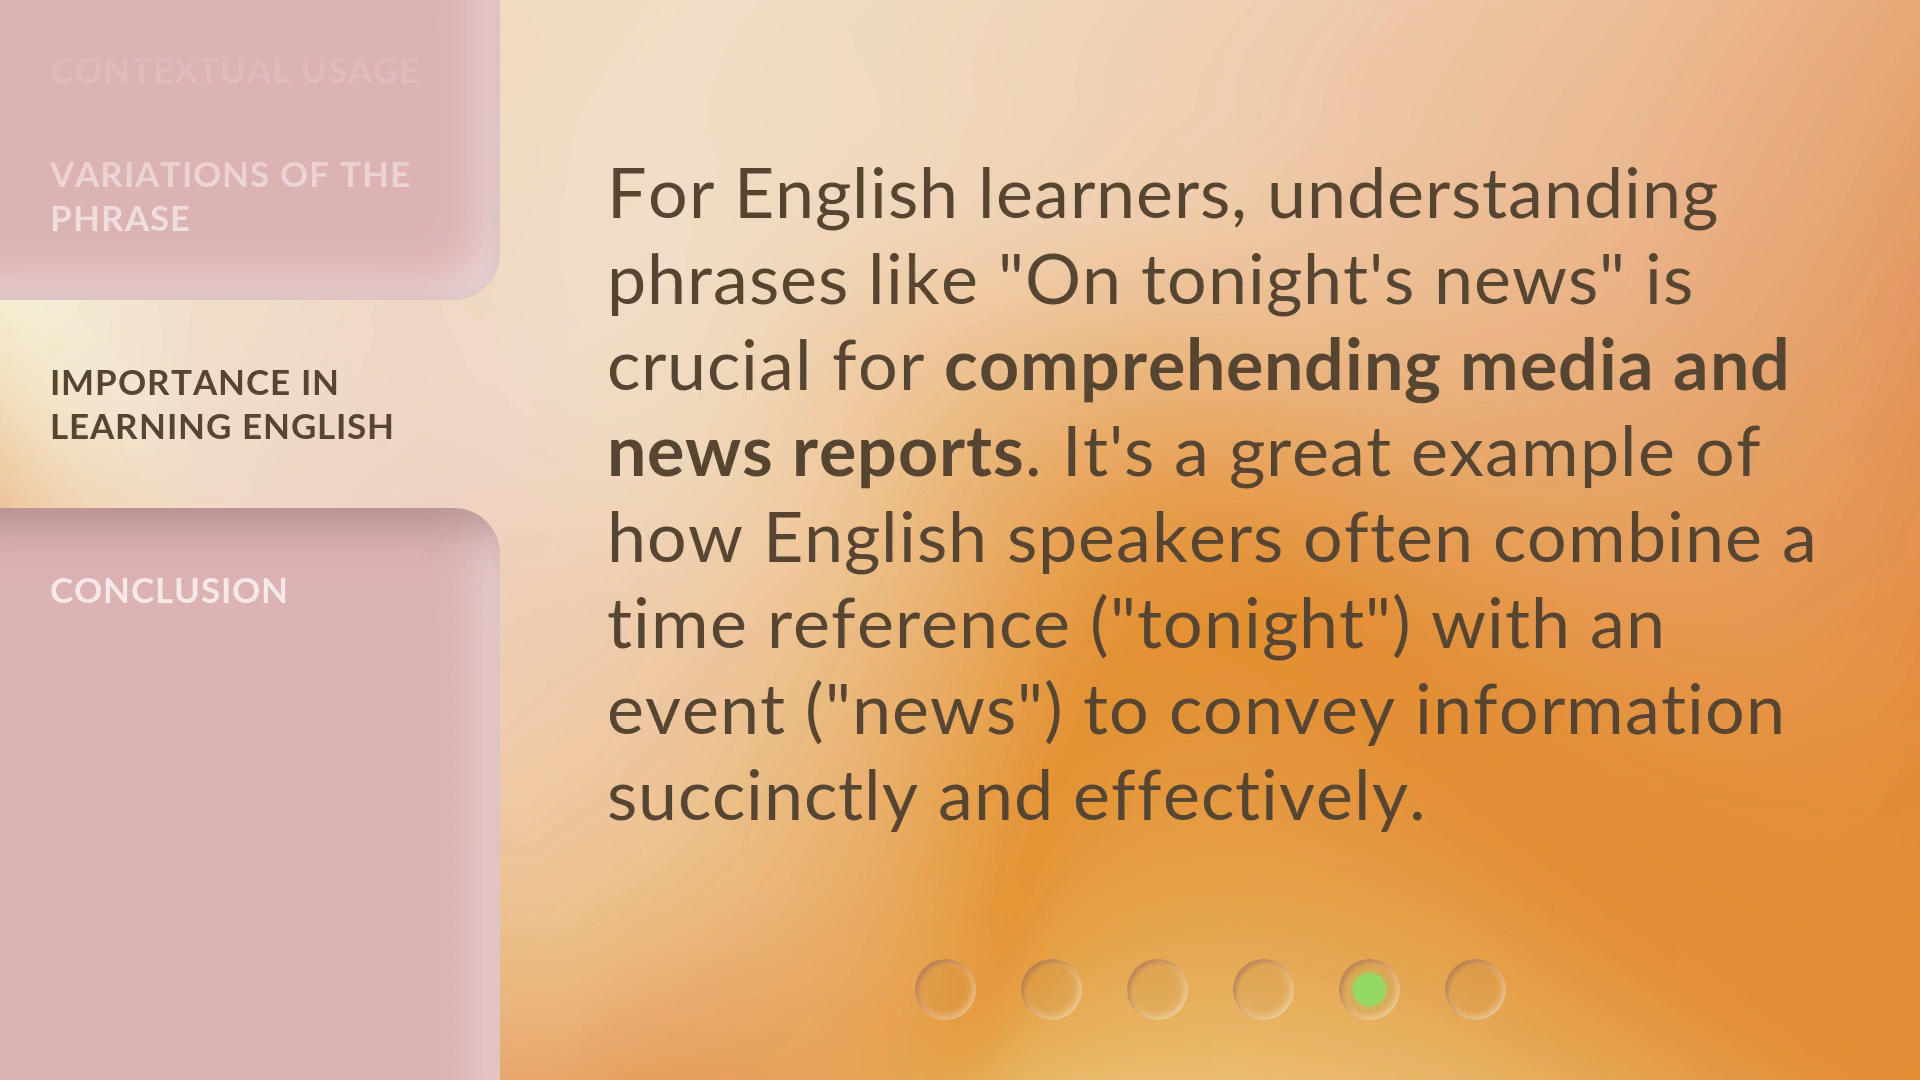 CONTEXTUAL USAGE
VARIATIONS OF THE
PHRASE
IMPORTANCE IN
LEARNING ENGLISH
CONCLUSION
For English learners, understanding
phrases like "On tonight's news" is
crucial for comprehending media and
news reports. It's a great example of
how English speakers often combine a
time reference ("tonight") with an
event ("news") to convey information
succinctly and effectively.